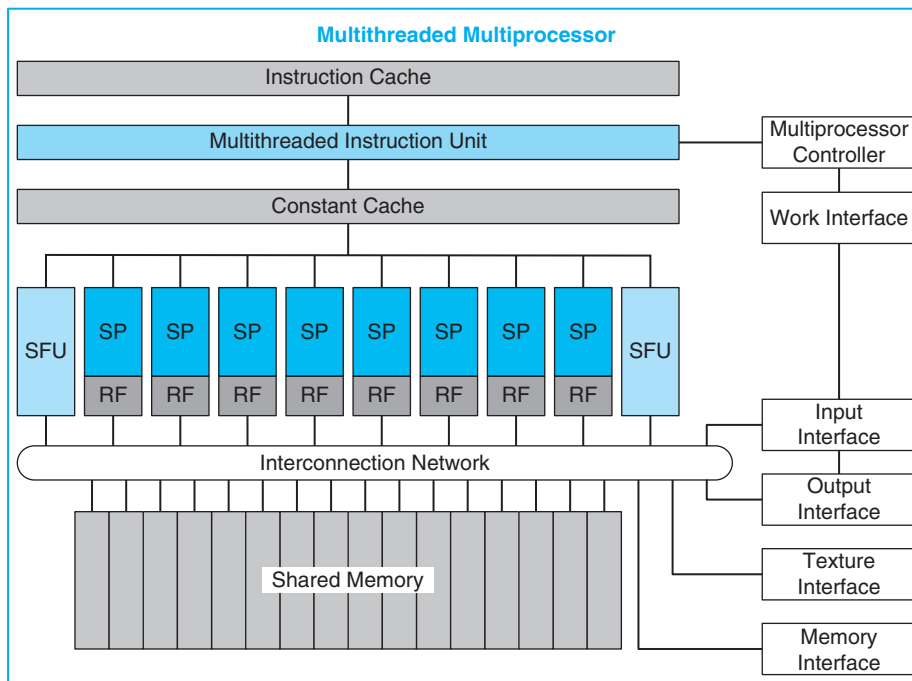 Multithreaded Multiprocessor
Instruction Cache
Multithreaded Instruction Unit
Multiprocessor
Controller
Constant Cache
Work Interface
SFU
SP
SP
SP
SP
SP
SP
SP
SP
SFU
RF
RF
RF
RF
RF
RF
RF
RF
Input
Interface
Interconnection Network
Output
Interface
Shared Memory
Texture
Interface
Memory
Interface